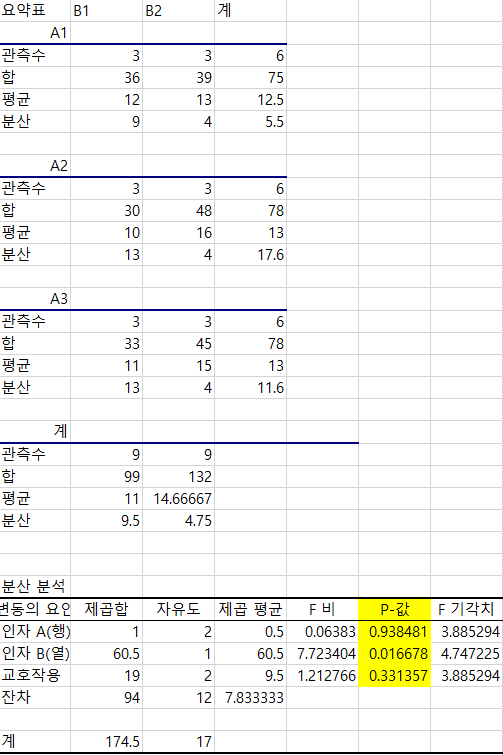 요약표 B1 B2 계
A1
관측수 3 3 6
합 36 39 75
평균 12 13 12.5
분산 9 4 5.5
A2
관측수 3 3 6
합 30 48 78
평균 10 16 13
분산 13 4 17.6
A3
관측수 3 3 6
합 33 45 78
평균 11 15 13
분산 13 4 11.6
계
관측수 9 9
합 99 132
평균 11 14.66667
분산 9.5 4.75
분산 분석
변동의 요인 제곱합 자유도 제곱 평균 F 비 P-값 F 기각치
인자 A(행) 1 2 0.5 0.06383 0.938481 3.885294
인자 B(열) 60.5 1 60.5 7.723404 0.016678 4.747225
교호작용 19 2 9.5 1.212766 0.331357 3.885294
잔차 94 12 7.833333
계 174.5 17